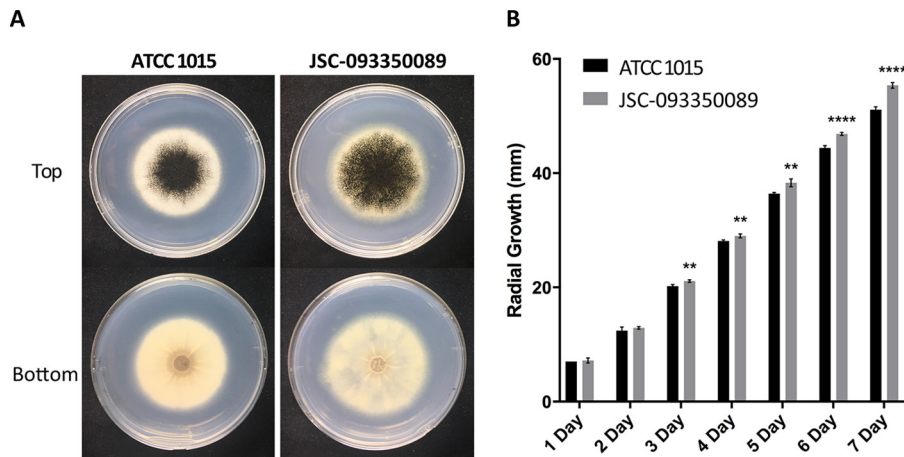 A
ATCC 1015
JSC-093350089
Top
Bottom
B
Radial Growth (mm)
60
40
20
0
ATCC 1015
JSC-093350089
**
**
**
****
****
1 Day
2 Day
3 Day
4 Day
5 Day
6 Day
7 Day